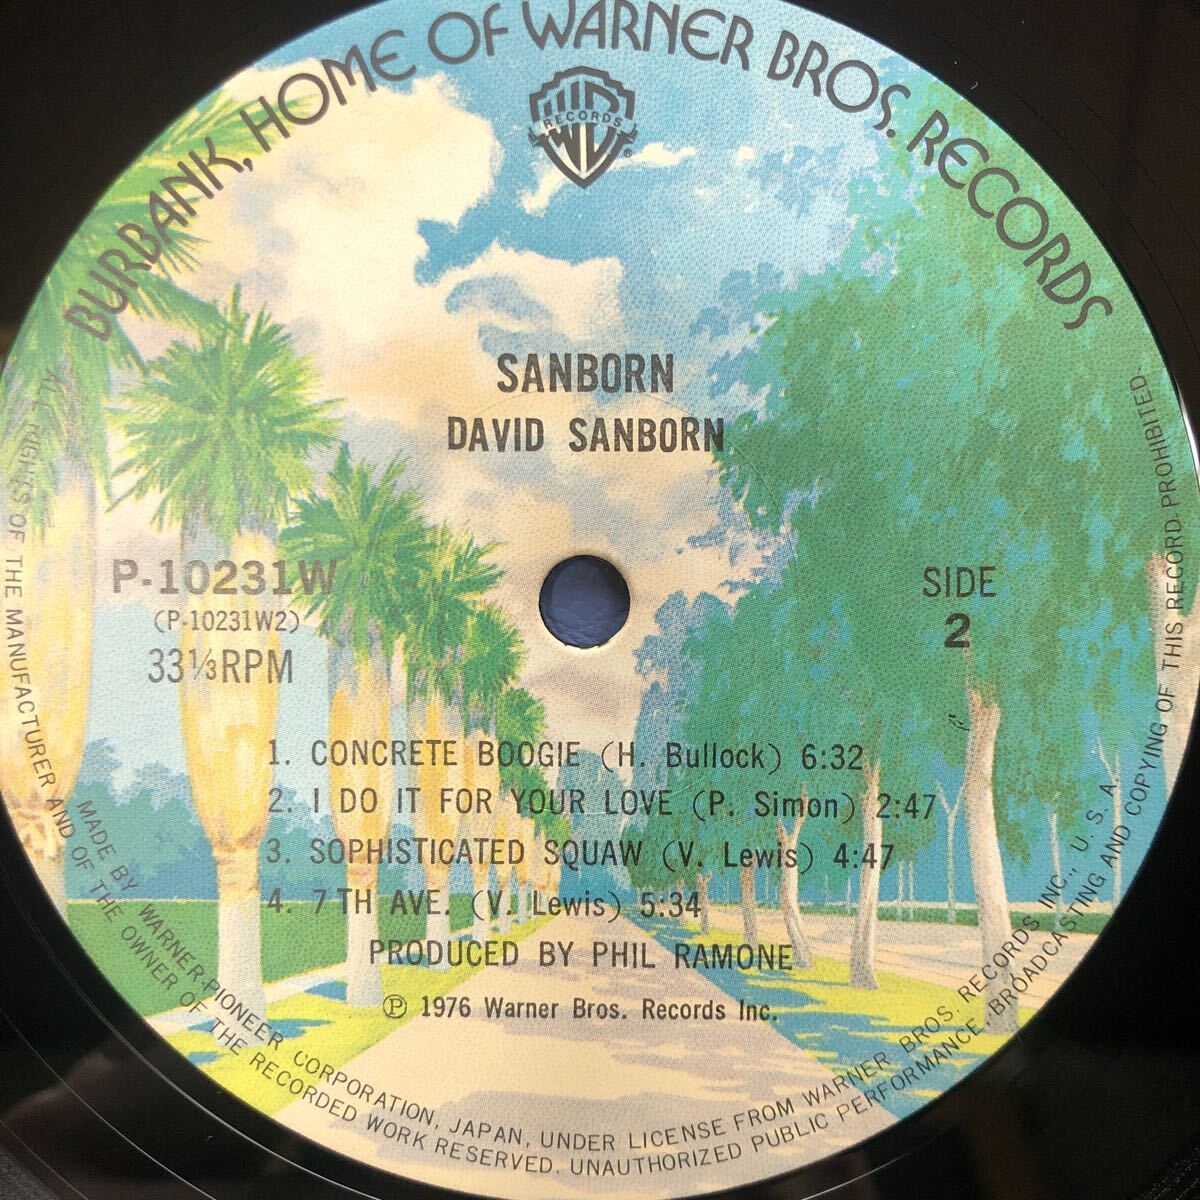 BURBANK, HOME OF WARNER BROS. RECORDS
W B
RECORDS
®
SANBORN
DAVID SANBORN
P-10231W
(P-10231W2)
33⅓RPM
SIDE
2
1. CONCRETE BOOGIE (H. Bullock) 6:32
2. I DO IT FOR YOUR LOVE (P. Simon) 2:47
3. SOPHISTICATED SQUAW (V. Lewis) 4:47
4. 7TH AVE. (V. Lewis) 5:34
PRODUCED BY PHIL RAMONE
Ⓟ 1976 Warner Bros. Records Inc.
MADE BY WARNER-PIONEER CORPORATION, JAPAN, UNDER LICENSE FROM WARNER BROS. RECORDS INC., U. S. A.
ALL RIGHTS OF THE MANUFACTURER AND OF THE OWNER OF THE RECORDED WORK RESERVED. UNAUTHORIZED PUBLIC PERFORMANCE, BROADCASTING AND COPYING OF THIS RECORD PROHIBITED.